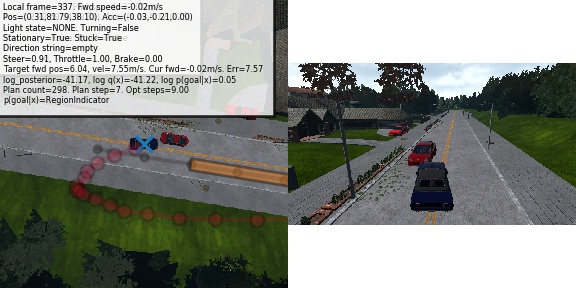 Local frame=337. Fwd.speed=-0.02m/s
Pos=(0.31,81.79,38.10). Acc=(-0.03,-0.21,0.00)
Light state=NONE. Turning=False
Stationary=True. Stuck=True
Direction string=empty
Steer=0.91, Throttle=1.00, Brake=0.00
Target fwd pos=6.04, vel=7.55m/s. Cur fwd=-0.02m/s. Err=7.57
log_posterior=-41.17, log q(x)=-41.22, log p(goal|x)=0.05
Plan count=298. Plan step=7. Opt steps=9.00
p(goal|x)=RegionIndicator